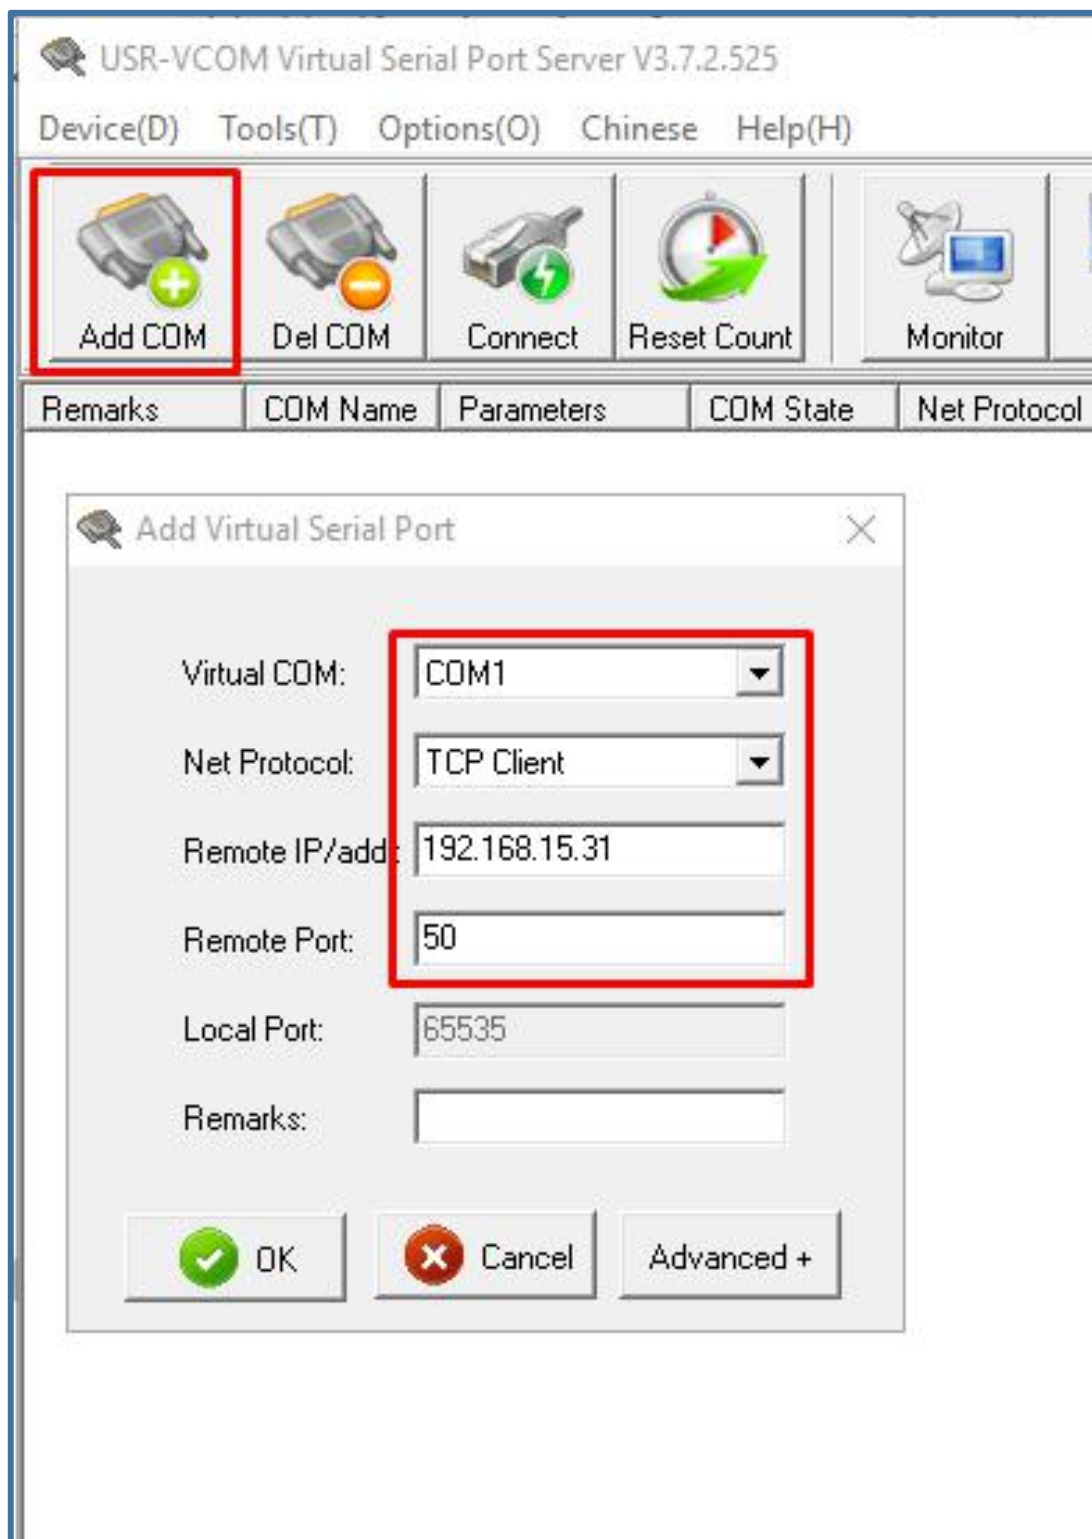 USR-VCOM Virtual Serial Port Server V3.7.2.525
Device(D) Tools(T) Options(O) Chinese Help(H)
Add COM Del COM Connect Reset Count Monitor
Remarks COM Name Parameters COM State Net Protocol
Add Virtual Serial Port
Virtual COM: COM1
Net Protocol: TCP Client
Remote IP/addr: 192.168.15.31
Remote Port: 50
Local Port: 65535
Remarks:
OK Cancel Advanced +